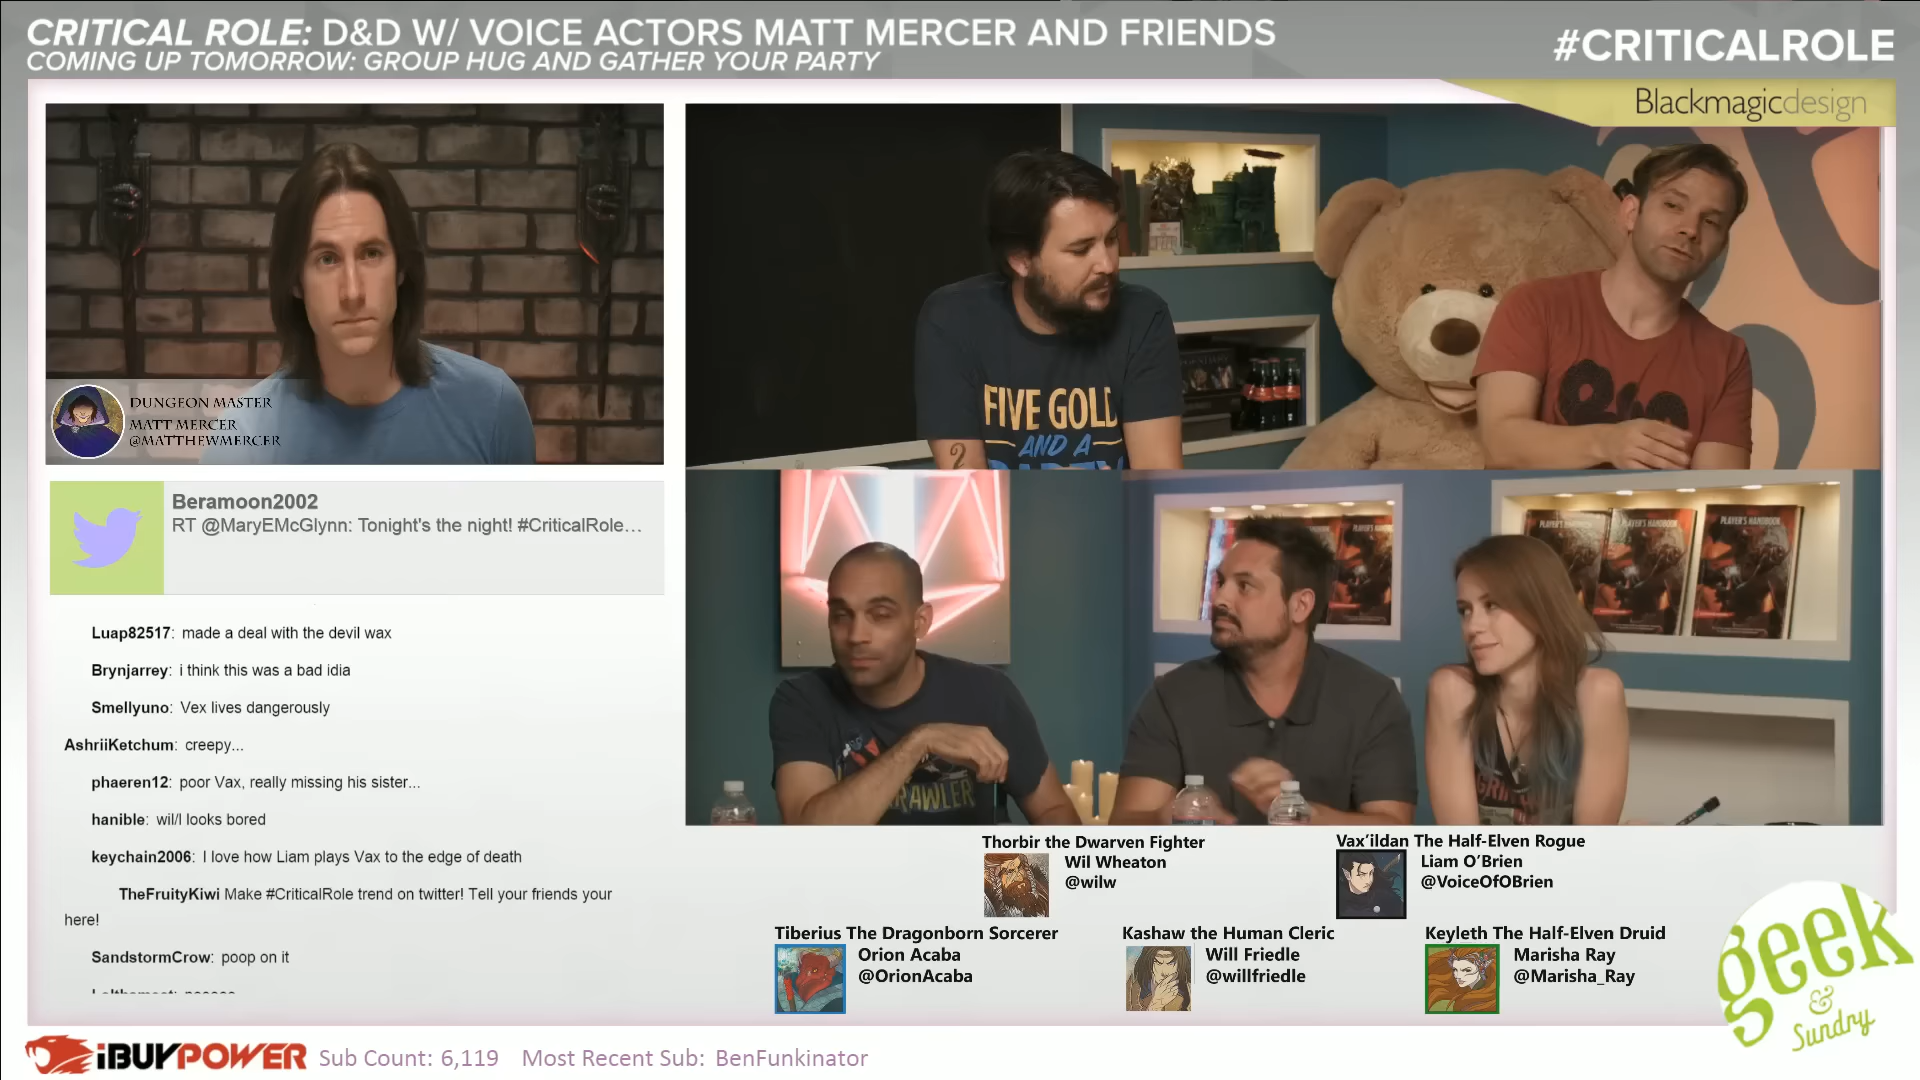 CRITICAL ROLE: D&D W/ VOICE ACTORS MATT MERCER AND FRIENDS
COMING UP TOMORROW: GROUP HUG AND GATHER YOUR PARTY
#CRITICALROLE
Blackmagicdesign
DUNGEON MASTER
MATT MERCER
@MATTHEWMERCER
FIVE GOLD
AND A
PLAYER'S HANDBOOK
PLAYER'S HANDBOOK
PLAYER'S HANDBOOK
Beramoon2002
RT @MaryEMcGlynn: Tonight's the night! #CriticalRole…
Luap82517: made a deal with the devil wax
Brynjarrey: i think this was a bad idia
Smellyuno: Vex lives dangerously
AshriiKetchum: creepy...
phaeren12: poor Vax, really missing his sister...
hanible: wil/l looks bored
keychain2006: I love how Liam plays Vax to the edge of death
TheFruityKiwi Make #CriticalRole trend on twitter! Tell your friends your
here!
SandstormCrow: poop on it
Thorbir the Dwarven Fighter
Wil Wheaton
@wilw
Vax'ildan The Half-Elven Rogue
Liam O'Brien
@VoiceOfOBrien
Tiberius The Dragonborn Sorcerer
Orion Acaba
@OrionAcaba
Kashaw the Human Cleric
Will Friedle
@willfriedle
Keyleth The Half-Elven Druid
Marisha Ray
@Marisha_Ray
geek
&
Sundry
iBUYPOWER Sub Count: 6,119 Most Recent Sub: BenFunkinator